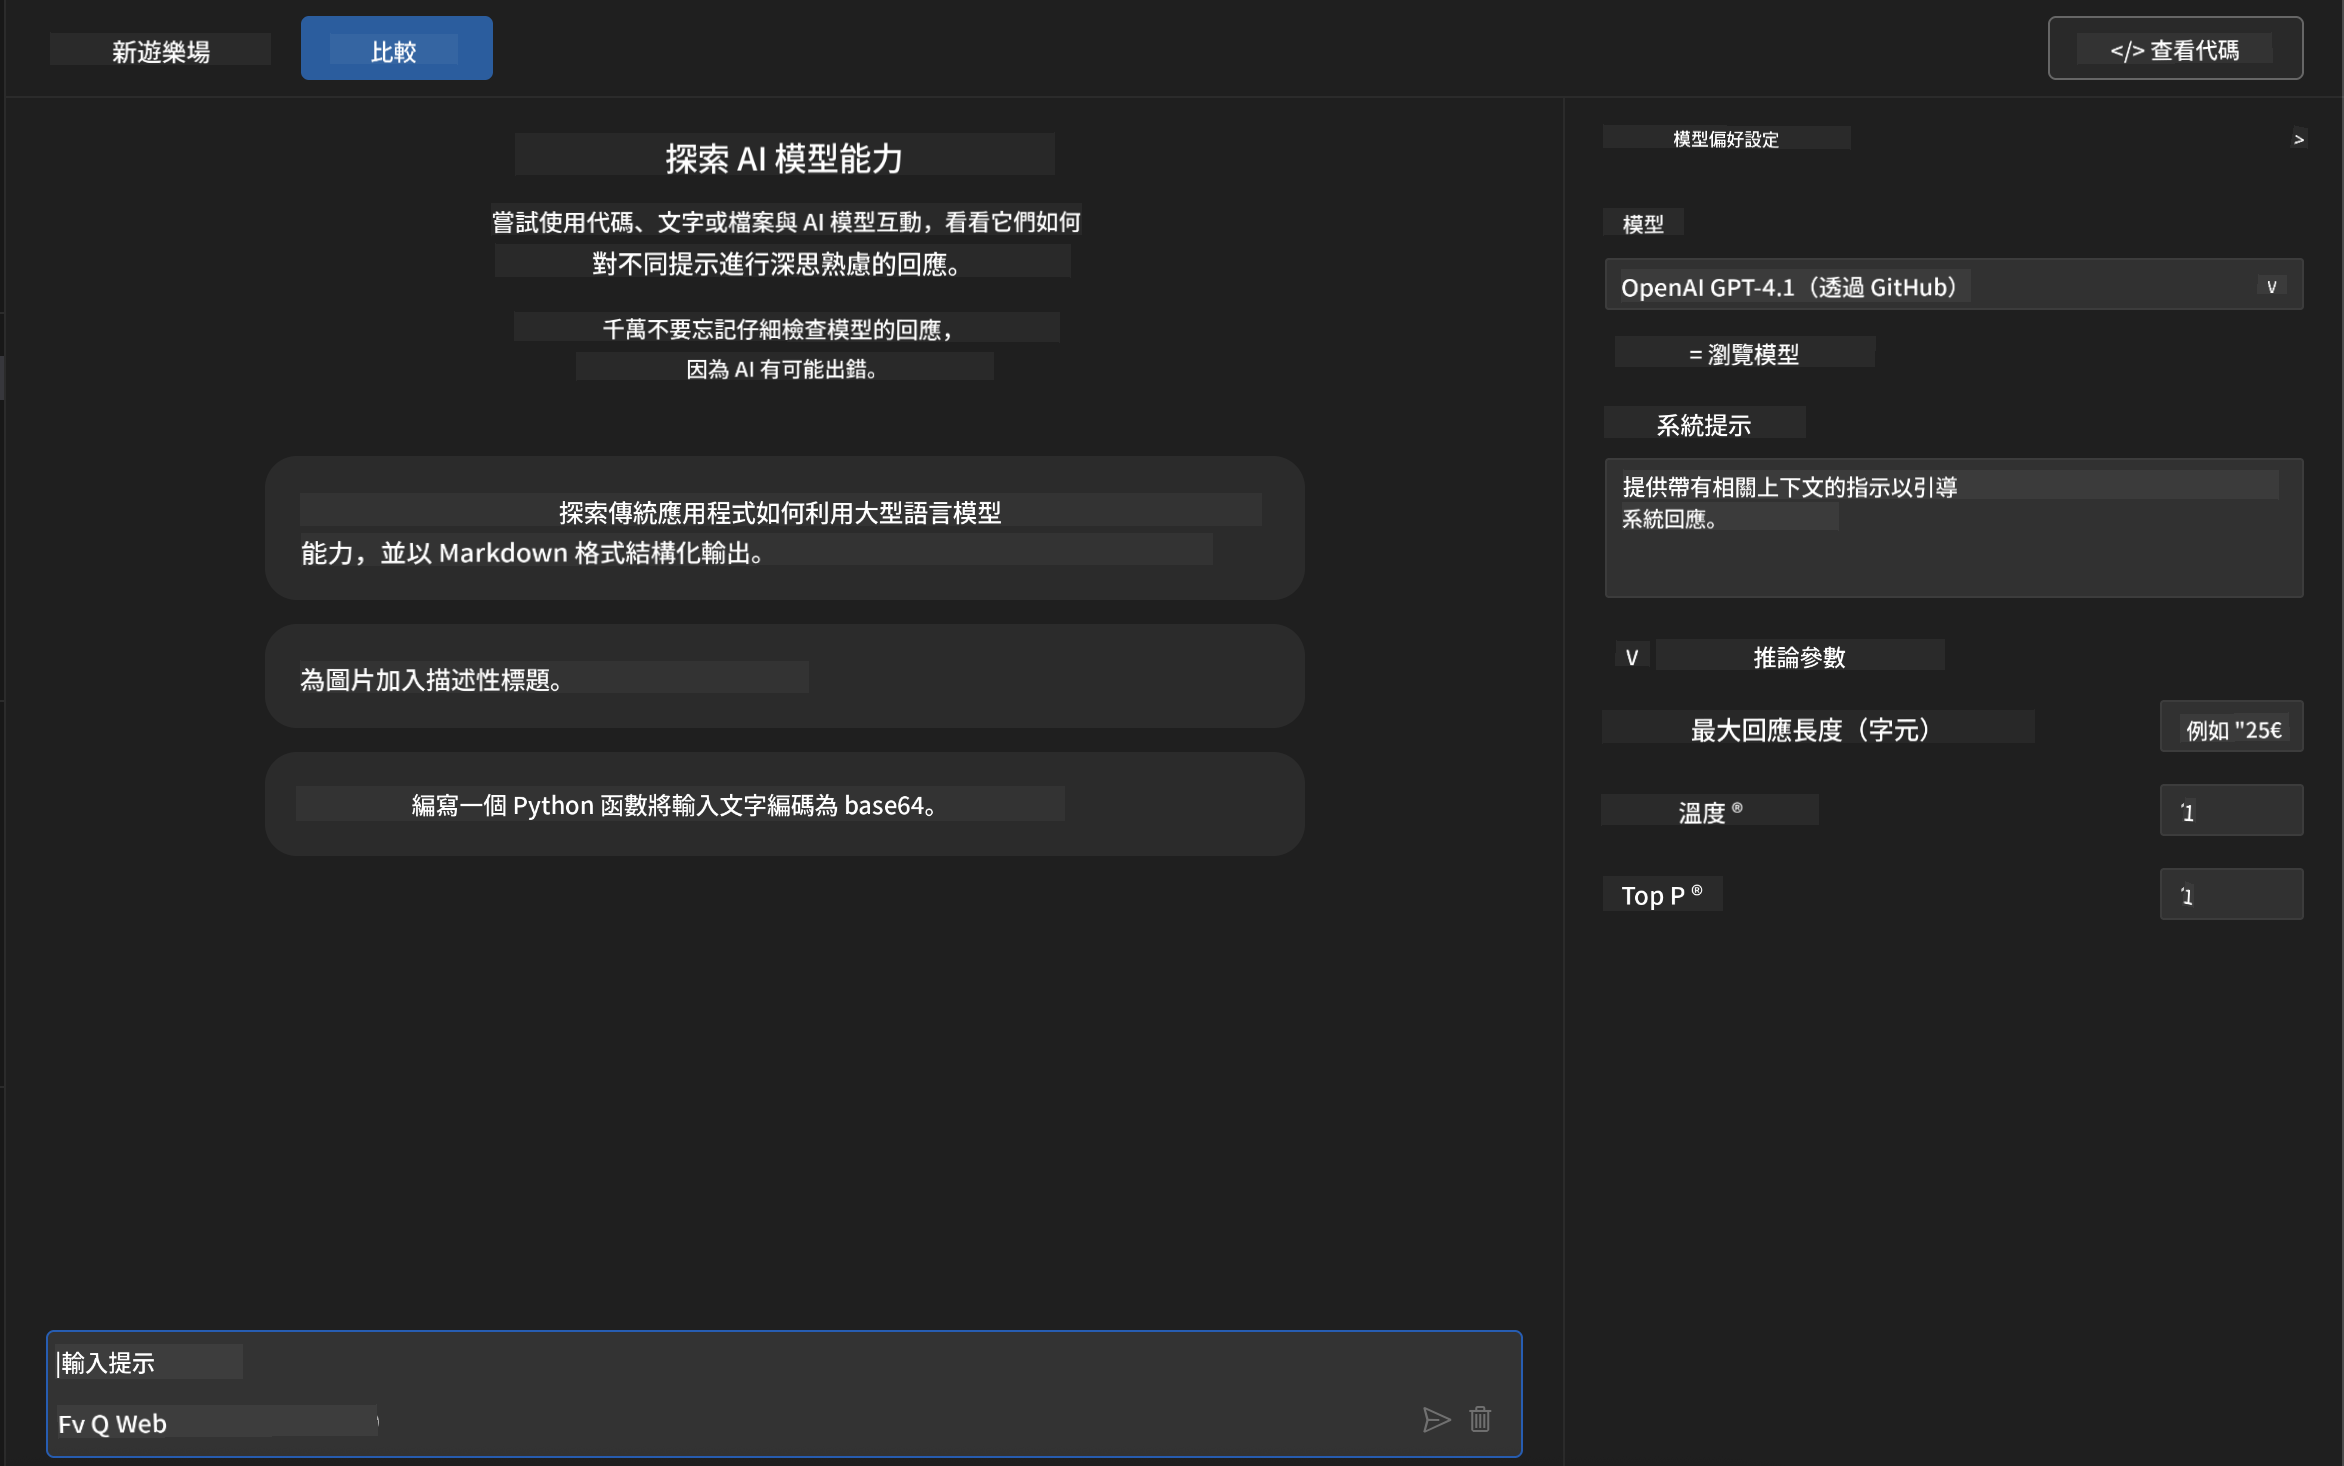 新遊樂場
比較
</> 查看代碼
探索 AI 模型能力
嘗試使用代碼、文字或檔案與 AI 模型互動，看看它們如何
對不同提示進行深思熟慮的回應。
千萬不要忘記仔細檢查模型的回應，
因為 AI 有可能出錯。
探索傳統應用程式如何利用大型語言模型
能力，並以 Markdown 格式結構化輸出。
為圖片加入描述性標題。
編寫一個 Python 函數將輸入文字編碼為 base64。
輸入提示
Fv Q Web
模型偏好設定
>
模型
OpenAI GPT-4.1（透過 GitHub）
v
= 瀏覽模型
系統提示
提供帶有相關上下文的指示以引導
系統回應。
v 推論參數
最大回應長度（字元）
例如 "25€
溫度 ®
1
Top P ®
1